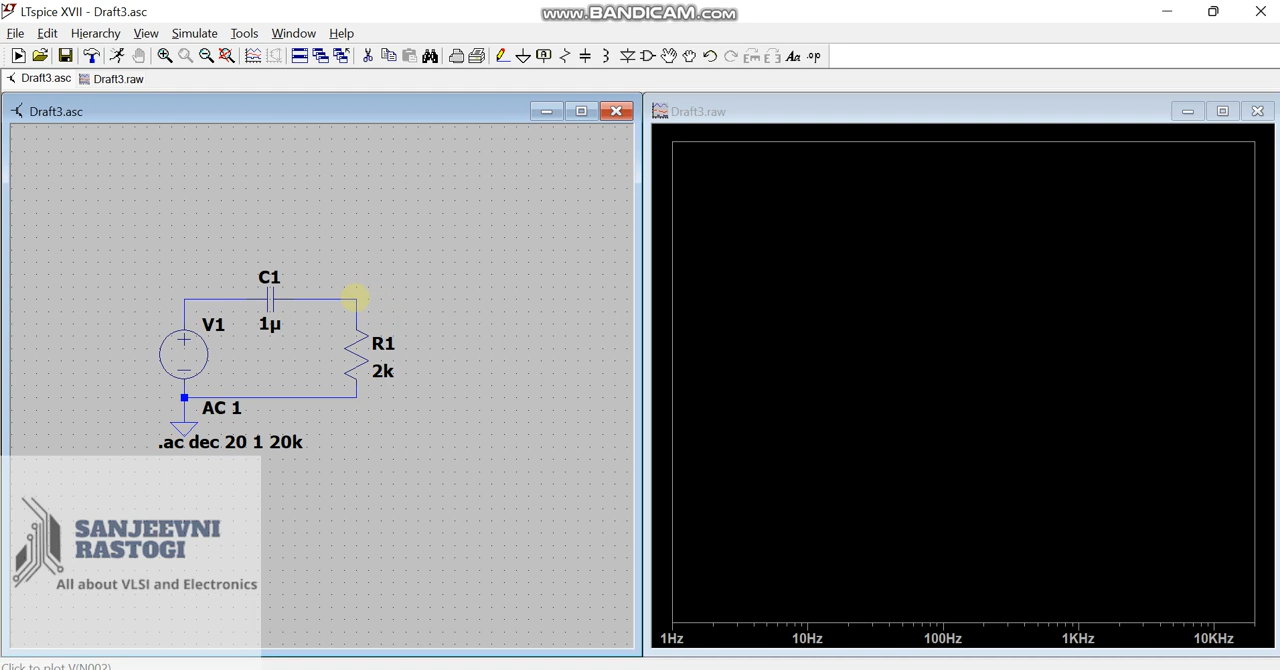 LTspice XVII - Draft3.asc
www.BANDICAM.com
File Edit Hierarchy View Simulate Tools Window Help
Aa .op
Draft3.asc Draft3.raw
Draft3.asc
Draft3.raw
C1
V1 1µ
R1
2k
AC 1
.ac dec 20 1 20k
SANJEEVNI
RASTOGI
All about VLSI and Electronics
1Hz 10Hz 100Hz 1KHz 10KHz
Click to plot V(N002)